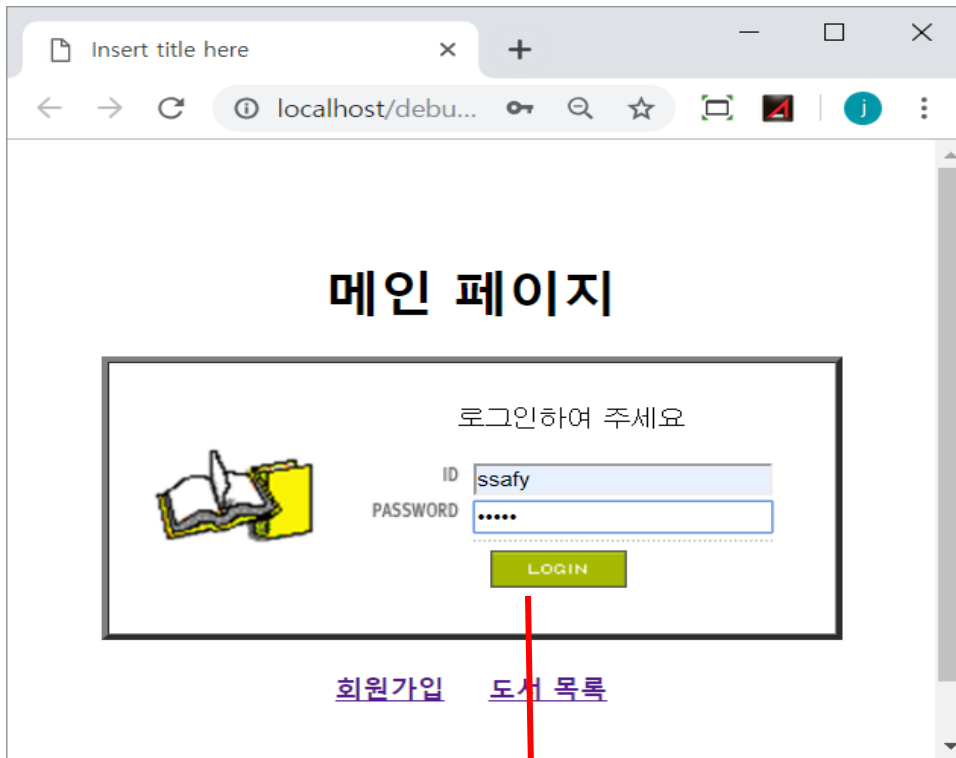 Insert title here
localhost/debu...
j
메인 페이지
로그인하여 주세요
ID
ssafy
PASSWORD
•••••
LOGIN
회원가입 도서 목록